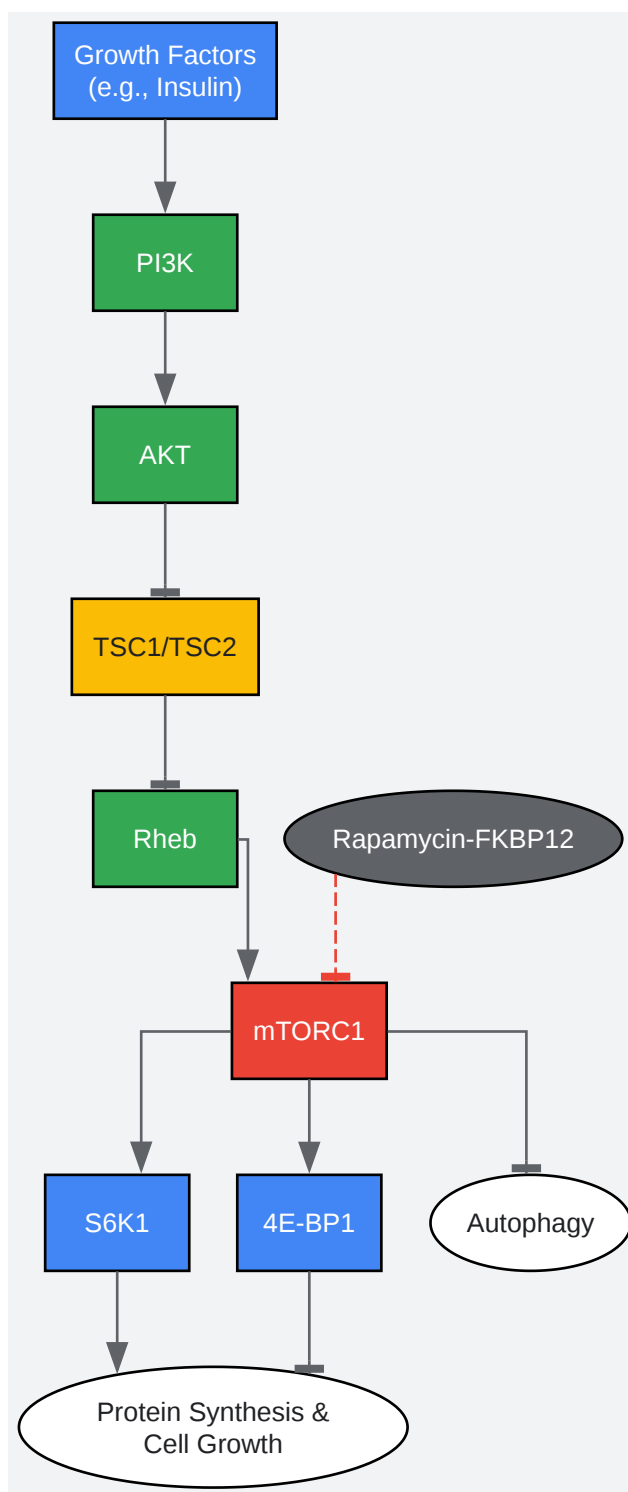 Growth Factors
(e.g., Insulin)
PI3K
AKT
TSC1/TSC2
Rheb
Rapamycin-FKBP12
mTORC1
S6K1
4E-BP1
Autophagy
Protein Synthesis &
Cell Growth